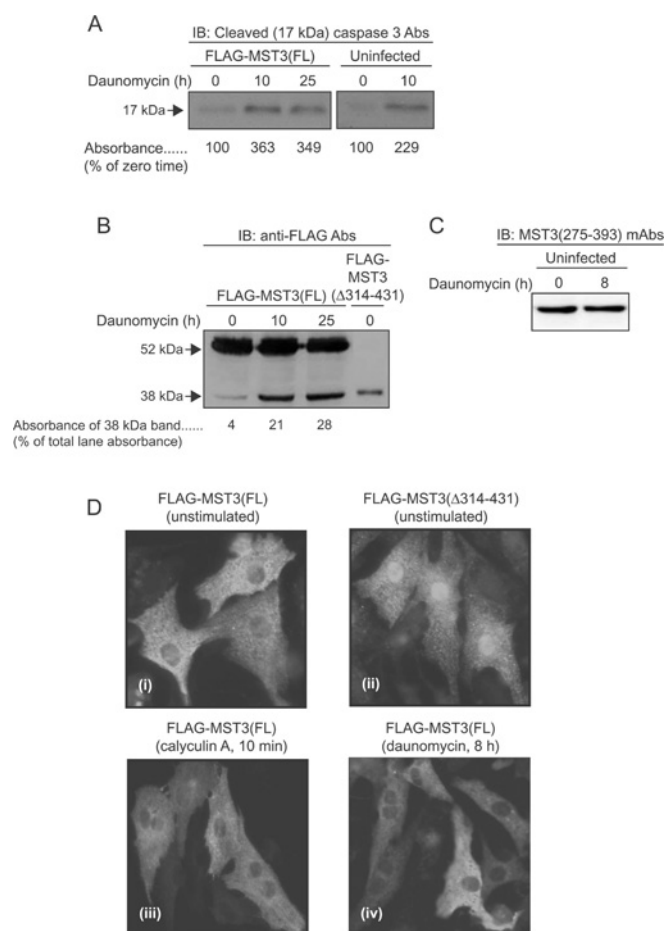 A
IB: Cleaved (17 kDa) caspase 3 Abs
FLAG-MST3(FL) Uninfected
Daunomycin (h) 0 10 25 0 10
17 kDa
Absorbance...... 100 363 349 100 229
(% of zero time)
B
IB: anti-FLAG Abs
FLAG-
MST3
FLAG-MST3(FL) (Δ314-431)
Daunomycin (h) 0 10 25 0
52 kDa
38 kDa
Absorbance of 38 kDa band...... 4 21 28
(% of total lane absorbance)
C
IB: MST3(275-393) mAbs
Uninfected
Daunomycin (h) 0 8
D
FLAG-MST3(FL)
(unstimulated)
FLAG-MST3(Δ314-431)
(unstimulated)
(i)
(ii)
FLAG-MST3(FL)
(calyculin A, 10 min)
FLAG-MST3(FL)
(daunomycin, 8 h)
(iii)
(iv)